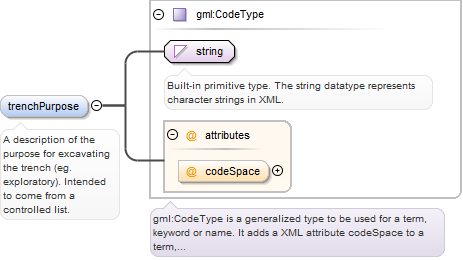 gml:CodeType
string
Built-in primitive type. The string datatype represents
character strings in XML.
trenchPurpose
A description of the
purpose for excavating
the trench (eg.
exploratory). Intended
to come from a
controlled list.
@ attributes
@ codeSpace
gml:CodeType is a generalized type to be used for a term,
keyword or name. It adds a XML attribute codeSpace to a
term,...